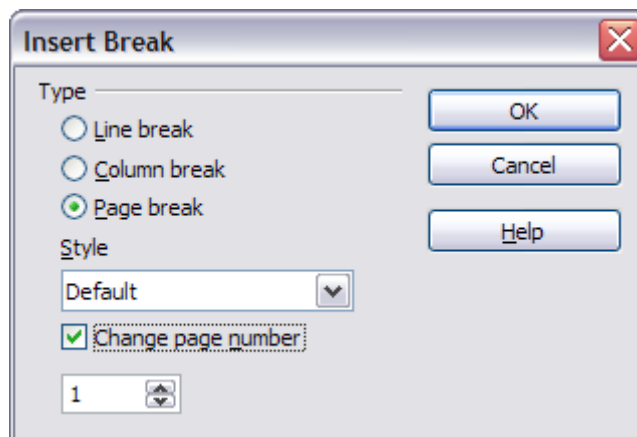 Insert Break
Type
Line break
Column break
Page break
Style
Default
Change page number
1
OK
Cancel
Help